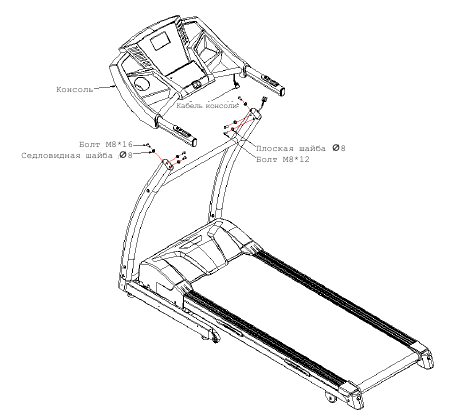 Консоль
Кабель консоли
Болт M8*16
Седловидная шайба Ø8
Плоская шайба Ø8
Болт M8*12